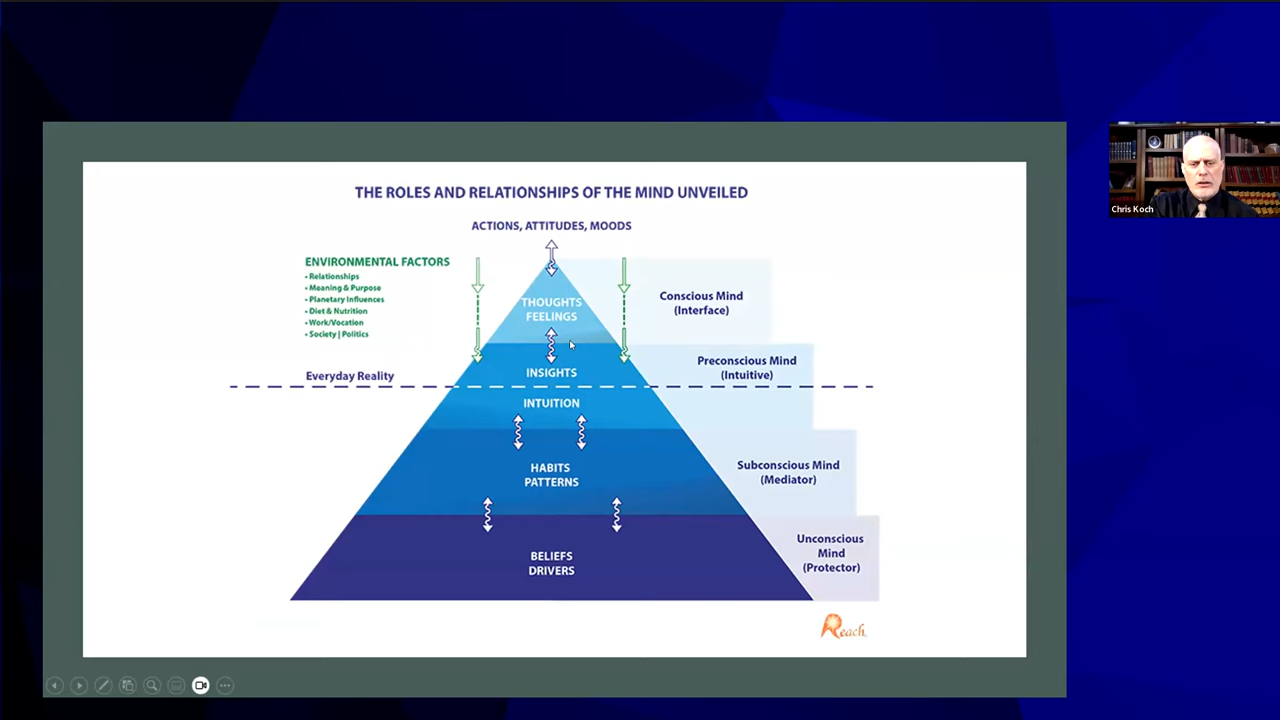 THE ROLES AND RELATIONSHIPS OF THE MIND UNVEILED
ACTIONS, ATTITUDES, MOODS
ENVIRONMENTAL FACTORS
• Relationships
• Meaning & Purpose
• Planetary Influences
• Diet & Nutrition
• Work/Vocation
• Society | Politics
THOUGHTS
FEELINGS
Conscious Mind
(Interface)
INSIGHTS
Preconscious Mind
(Intuitive)
Everyday Reality
INTUITION
HABITS
PATTERNS
Subconscious Mind
(Mediator)
BELIEFS
DRIVERS
Unconscious
Mind
(Protector)
Reach
Chris Koch